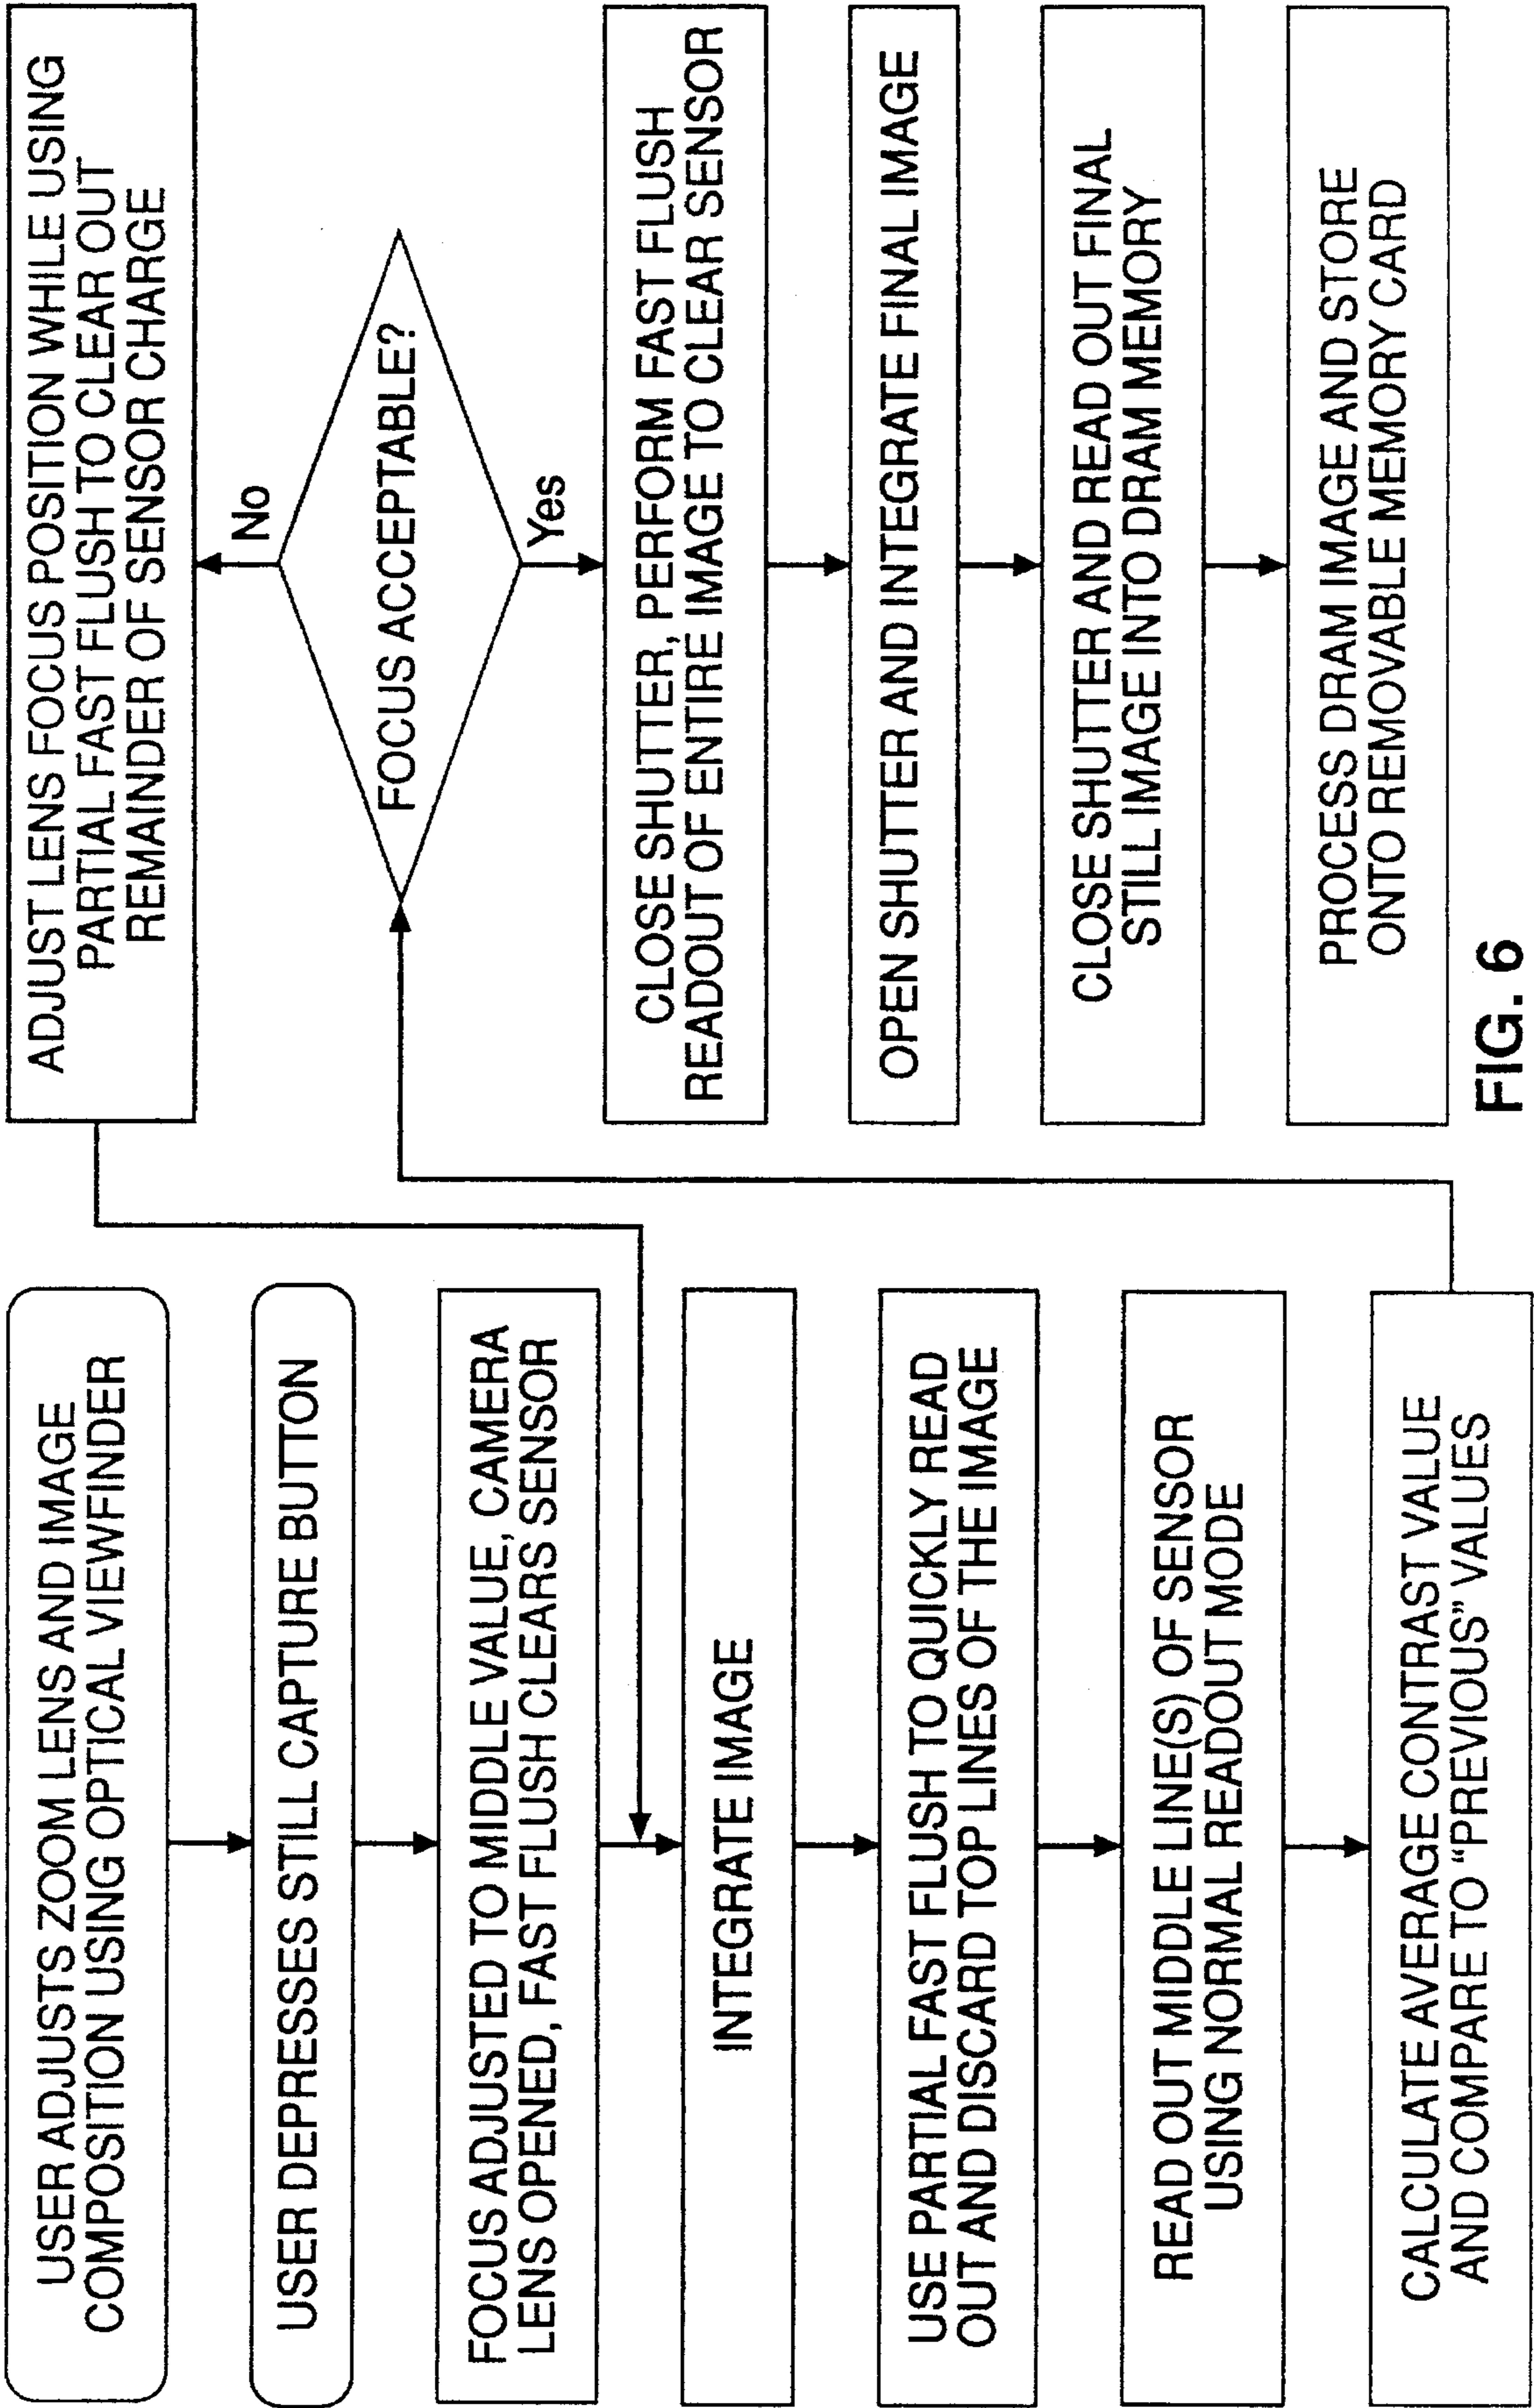 USER ADJUSTS ZOOM LENS AND IMAGE
COMPOSITION USING OPTICAL VIEWFINDER
USER DEPRESSES STILL CAPTURE BUTTON
FOCUS ADJUSTED TO MIDDLE VALUE, CAMERA
LENS OPENED, FAST FLUSH CLEARS SENSOR
INTEGRATE IMAGE
USE PARTIAL FAST FLUSH TO QUICKLY READ
OUT AND DISCARD TOP LINES OF THE IMAGE
READ OUT MIDDLE LINE(S) OF SENSOR
USING NORMAL READOUT MODE
CALCULATE AVERAGE CONTRAST VALUE
AND COMPARE TO "PREVIOUS" VALUES
ADJUST LENS FOCUS POSITION WHILE USING
PARTIAL FAST FLUSH TO CLEAR OUT
REMAINDER OF SENSOR CHARGE
No
FOCUS ACCEPTABLE?
Yes
CLOSE SHUTTER, PERFORM FAST FLUSH
READOUT OF ENTIRE IMAGE TO CLEAR SENSOR
OPEN SHUTTER AND INTEGRATE FINAL IMAGE
CLOSE SHUTTER AND READ OUT FINAL
STILL IMAGE INTO DRAM MEMORY
PROCESS DRAM IMAGE AND STORE
ONTO REMOVABLE MEMORY CARD
FIG. 6